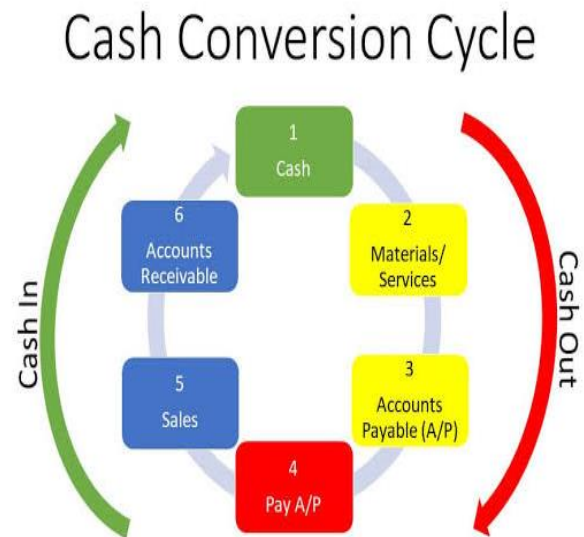 Cash Conversion Cycle
1
Cash
2
Materials/
Services
3
Accounts
Payable (A/P)
4
Pay A/P
5
Sales
6
Accounts
Receivable
Cash In
Cash Out